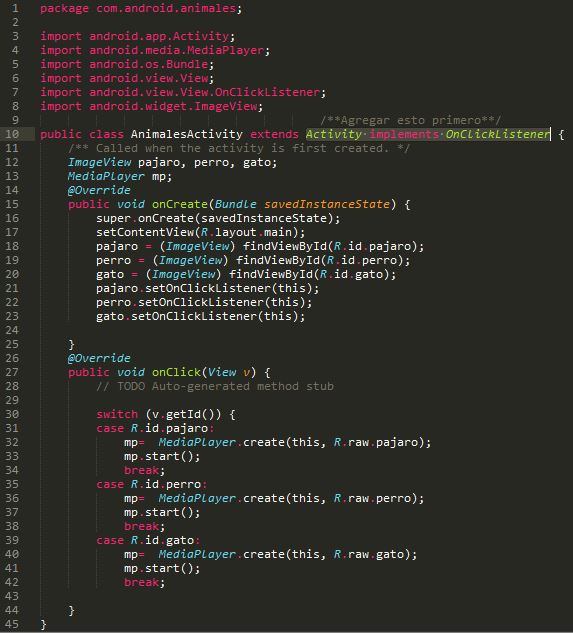 1 package com.android.animales;
2
3 import android.app.Activity;
4 import android.media.MediaPlayer;
5 import android.os.Bundle;
6 import android.view.View;
7 import android.view.View.OnClickListener;
8 import android.widget.ImageView;
9 /**Agregar esto primero**/
10 public class AnimalesActivity extends Activity implements OnClickListener {
11 /** Called when the activity is first created. */
12 ImageView pajaro, perro, gato;
13 MediaPlayer mp;
14 @Override
15 public void onCreate(Bundle savedInstanceState) {
16 super.onCreate(savedInstanceState);
17 setContentView(R.layout.main);
18 pajaro = (ImageView) findViewById(R.id.pajaro);
19 perro = (ImageView) findViewById(R.id.perro);
20 gato = (ImageView) findViewById(R.id.gato);
21 pajaro.setOnClickListener(this);
22 perro.setOnClickListener(this);
23 gato.setOnClickListener(this);
24
25 }
26 @Override
27 public void onClick(View v) {
28 // TODO Auto-generated method stub
29
30 switch (v.getId()) {
31 case R.id.pajaro:
32 mp= MediaPlayer.create(this, R.raw.pajaro);
33 mp.start();
34 break;
35 case R.id.perro:
36 mp= MediaPlayer.create(this, R.raw.perro);
37 mp.start();
38 break;
39 case R.id.gato:
40 mp= MediaPlayer.create(this, R.raw.gato);
41 mp.start();
42 break;
43
44 }
45 }